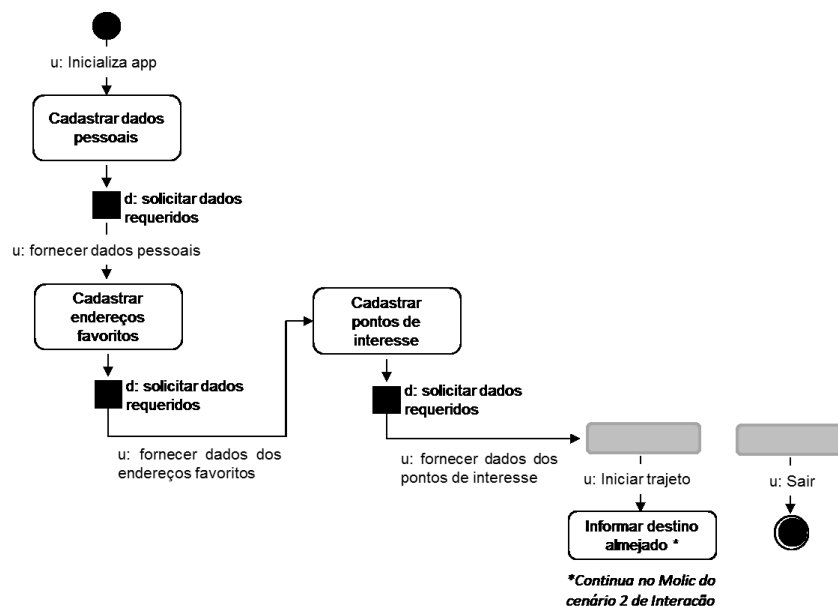 u: Inicializa app
Cadastrar dados
pessoais
d: solicitar dados
requeridos
u: fornecer dados pessoais
Cadastrar
endereços
favoritos
d: solicitar dados
requeridos
u: fornecer dados dos
endereços favoritos
Cadastrar
pontos de
interesse
d: solicitar dados
requeridos
u: fornecer dados dos
pontos de interesse
u: Iniciar trajeto
Informar destino
almejado *
*Continua no Molic do
cenário 2 de Interação
u: Sair